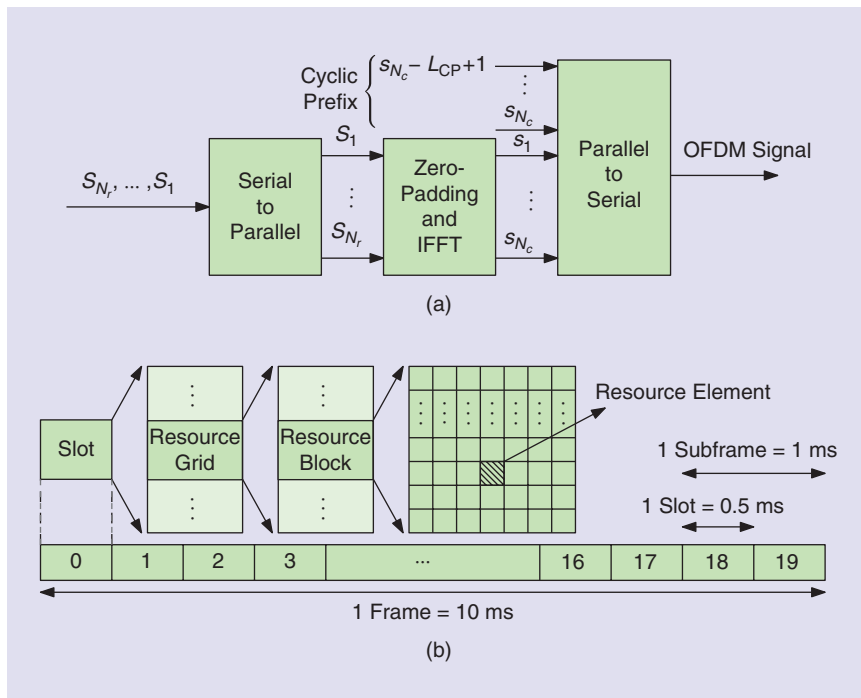 Cyclic
Prefix
s_{N_c} – L_{CP}+1
⋮
s_{N_c}
S_{N_r}, ... ,S_1
Serial
to
Parallel
S_1
⋮
S_{N_r}
Zero-
Padding
and
IFFT
s_1
⋮
s_{N_c}
Parallel
to
Serial
OFDM Signal
(a)
Slot
⋮
Resource
Grid
⋮
⋮
Resource
Block
⋮
⋮ ⋮ ⋮ ⋮ ⋮ ⋮ ⋮
Resource Element
1 Subframe = 1 ms
1 Slot = 0.5 ms
0 1 2 3 ... 16 17 18 19
1 Frame = 10 ms
(b)